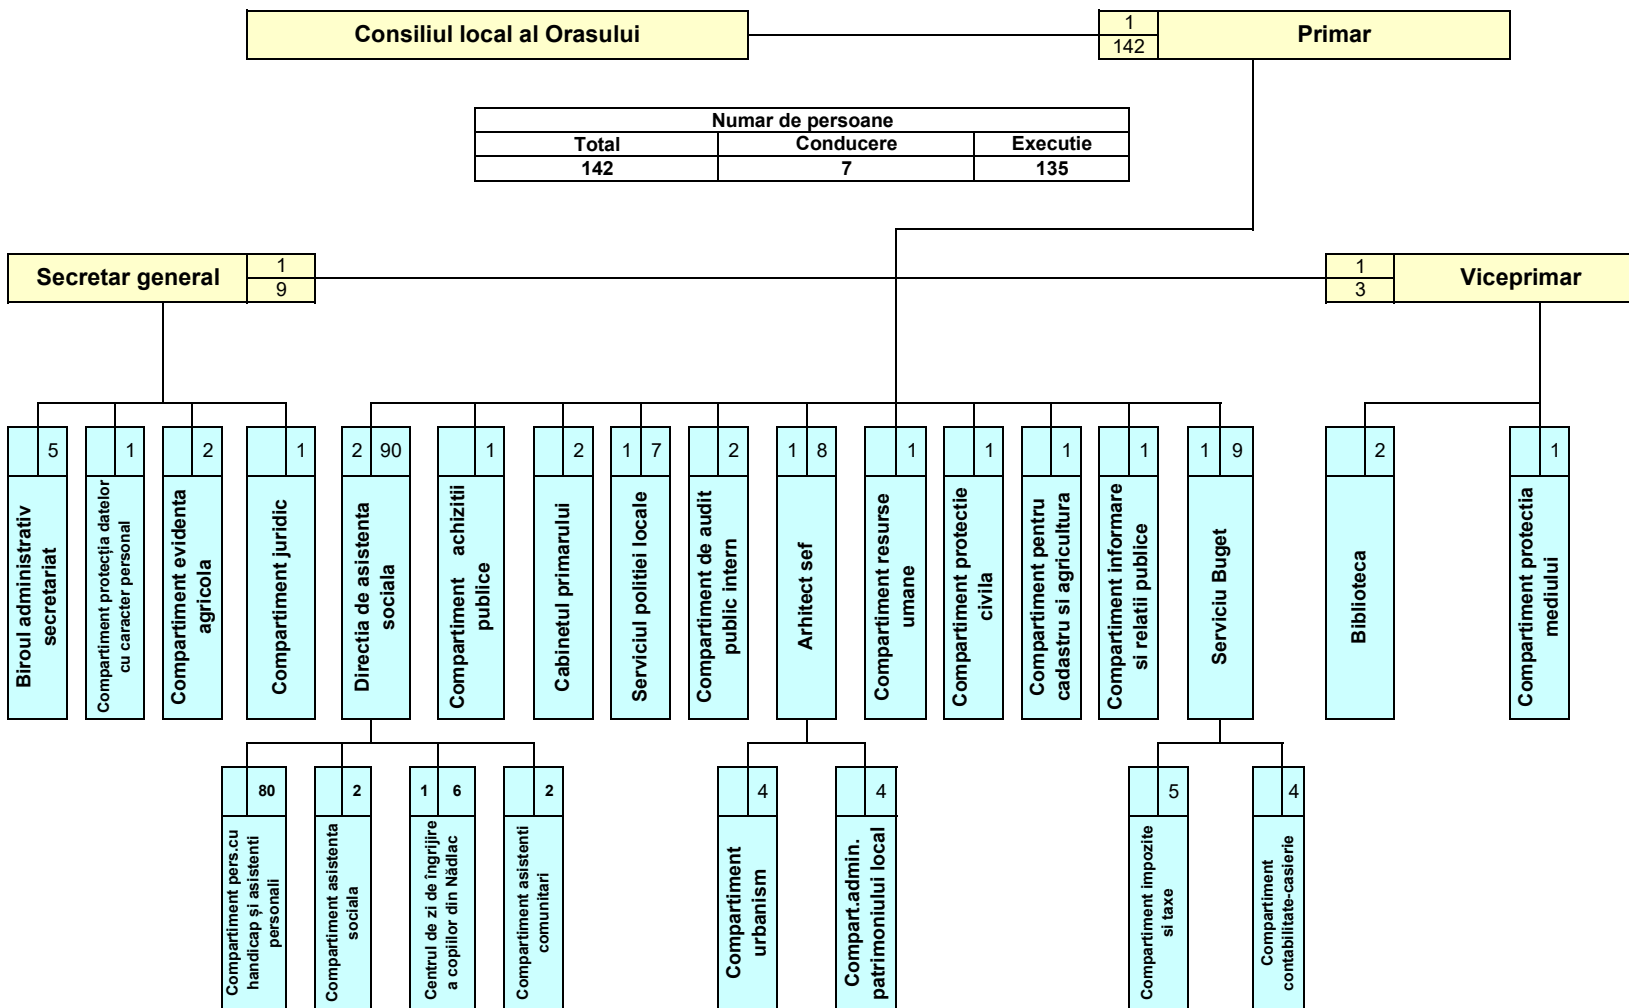 Consiliul local al Orasului
1
142
Primar
Numar de persoane
Total Conducere Executie
142 7 135
Secretar general
1
9
1
3
Viceprimar
5
Biroul administrativ
secretariat
1
Compartiment protecția datelor
cu caracter personal
2
Compartiment evidenta
agricola
1
Compartiment juridic
2 90
Directia de asistenta
sociala
1
Compartiment achizitii
publice
2
Cabinetul primarului
1 7
Serviciul politiei locale
2
Compartiment de audit
public intern
1 8
Arhitect sef
1
Compartiment resurse
umane
1
Compartiment protectie
civila
1
Compartiment pentru
cadastru si agricultura
1
Compartiment informare
si relatii publice
1 9
Serviciu Buget
2
Biblioteca
1
Compartiment protectia
mediului
80
Compartiment pers.cu
handicap și asistenti
personali
2
Compartiment asistenta
sociala
1 6
Centrul de zi de îngrijire
a copiilor din Nădlac
2
Compartiment asistenti
comunitari
4
Compartiment
urbanism
4
Compart.admin.
patrimoniului local
5
Compartiment impozite
si taxe
4
Compartiment
contabilitate-casierie